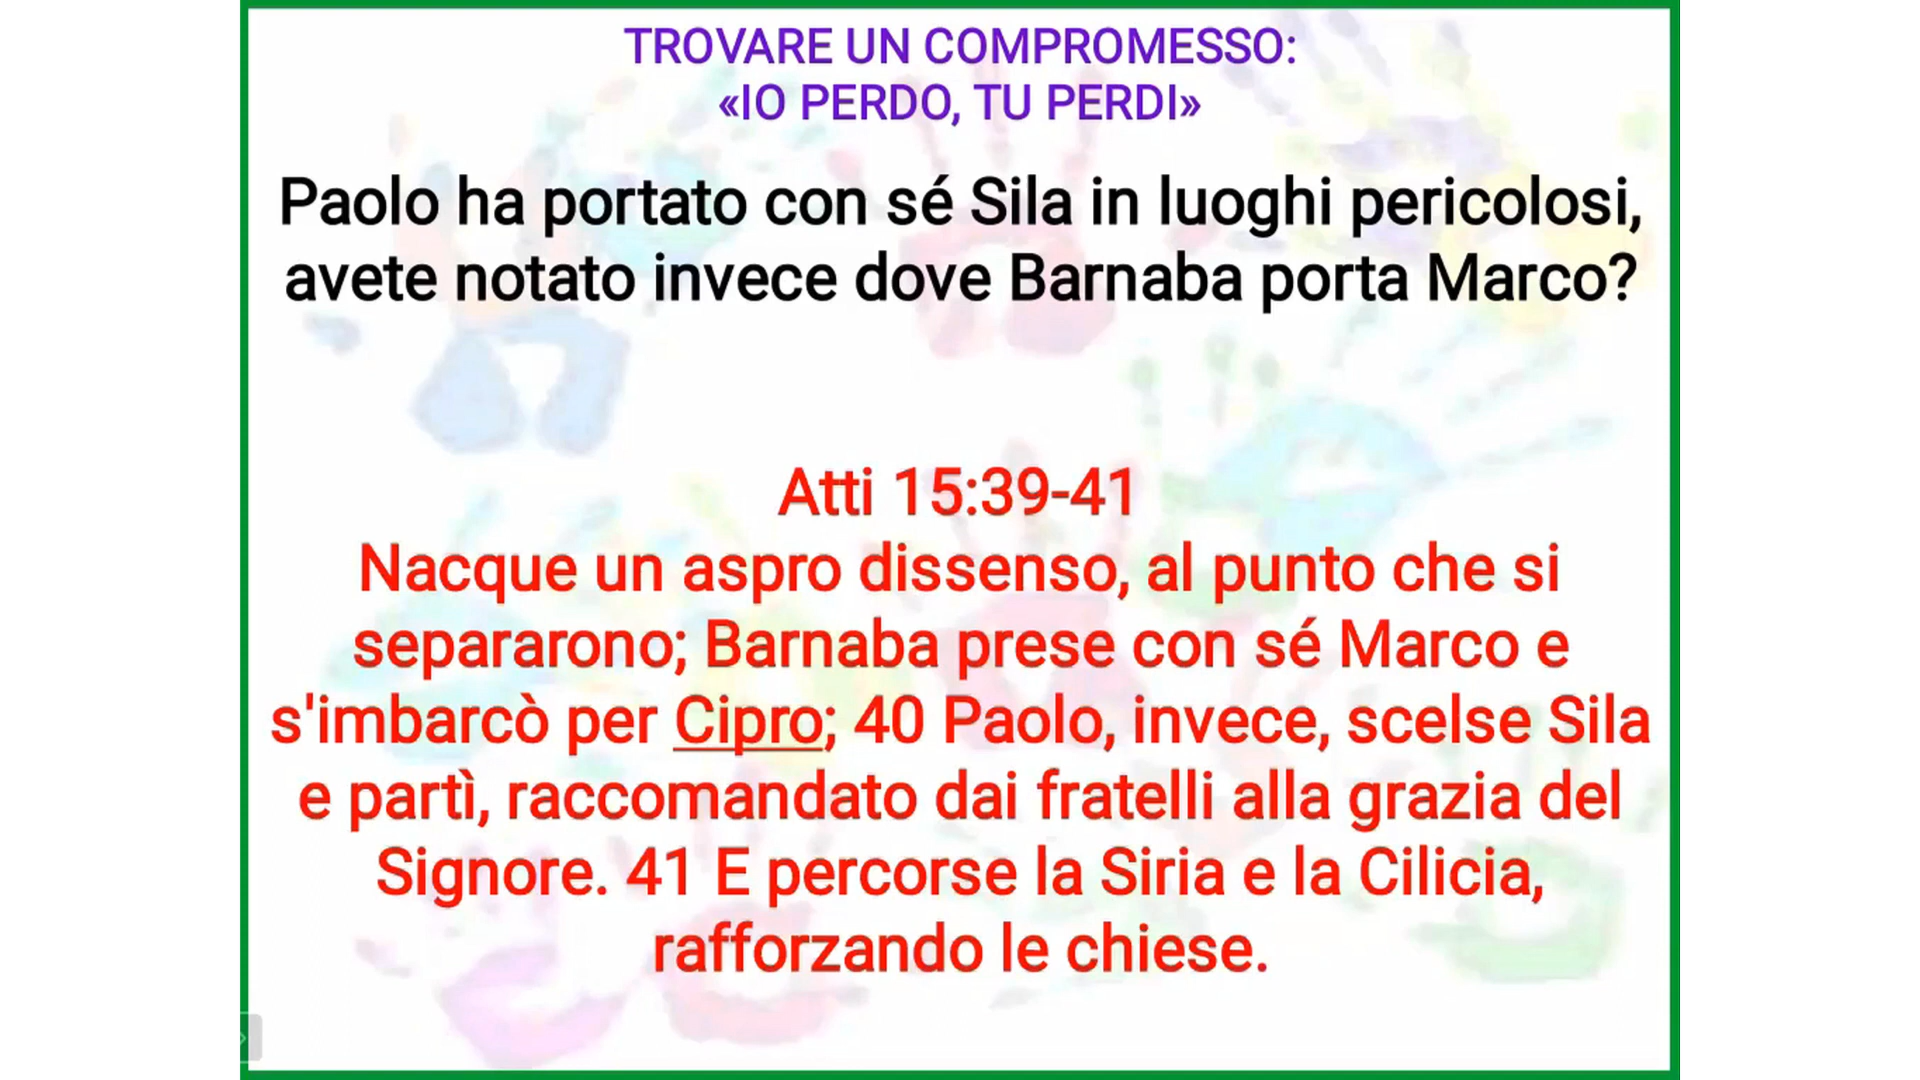 TROVARE UN COMPROMESSO:
«IO PERDO, TU PERDI»
Paolo ha portato con sé Sila in luoghi pericolosi,
avete notato invece dove Barnaba porta Marco?
Atti 15:39-41
Nacque un aspro dissenso, al punto che si
separarono; Barnaba prese con sé Marco e
s'imbarcò per Cipro; 40 Paolo, invece, scelse Sila
e partì, raccomandato dai fratelli alla grazia del
Signore. 41 E percorse la Siria e la Cilicia,
rafforzando le chiese.